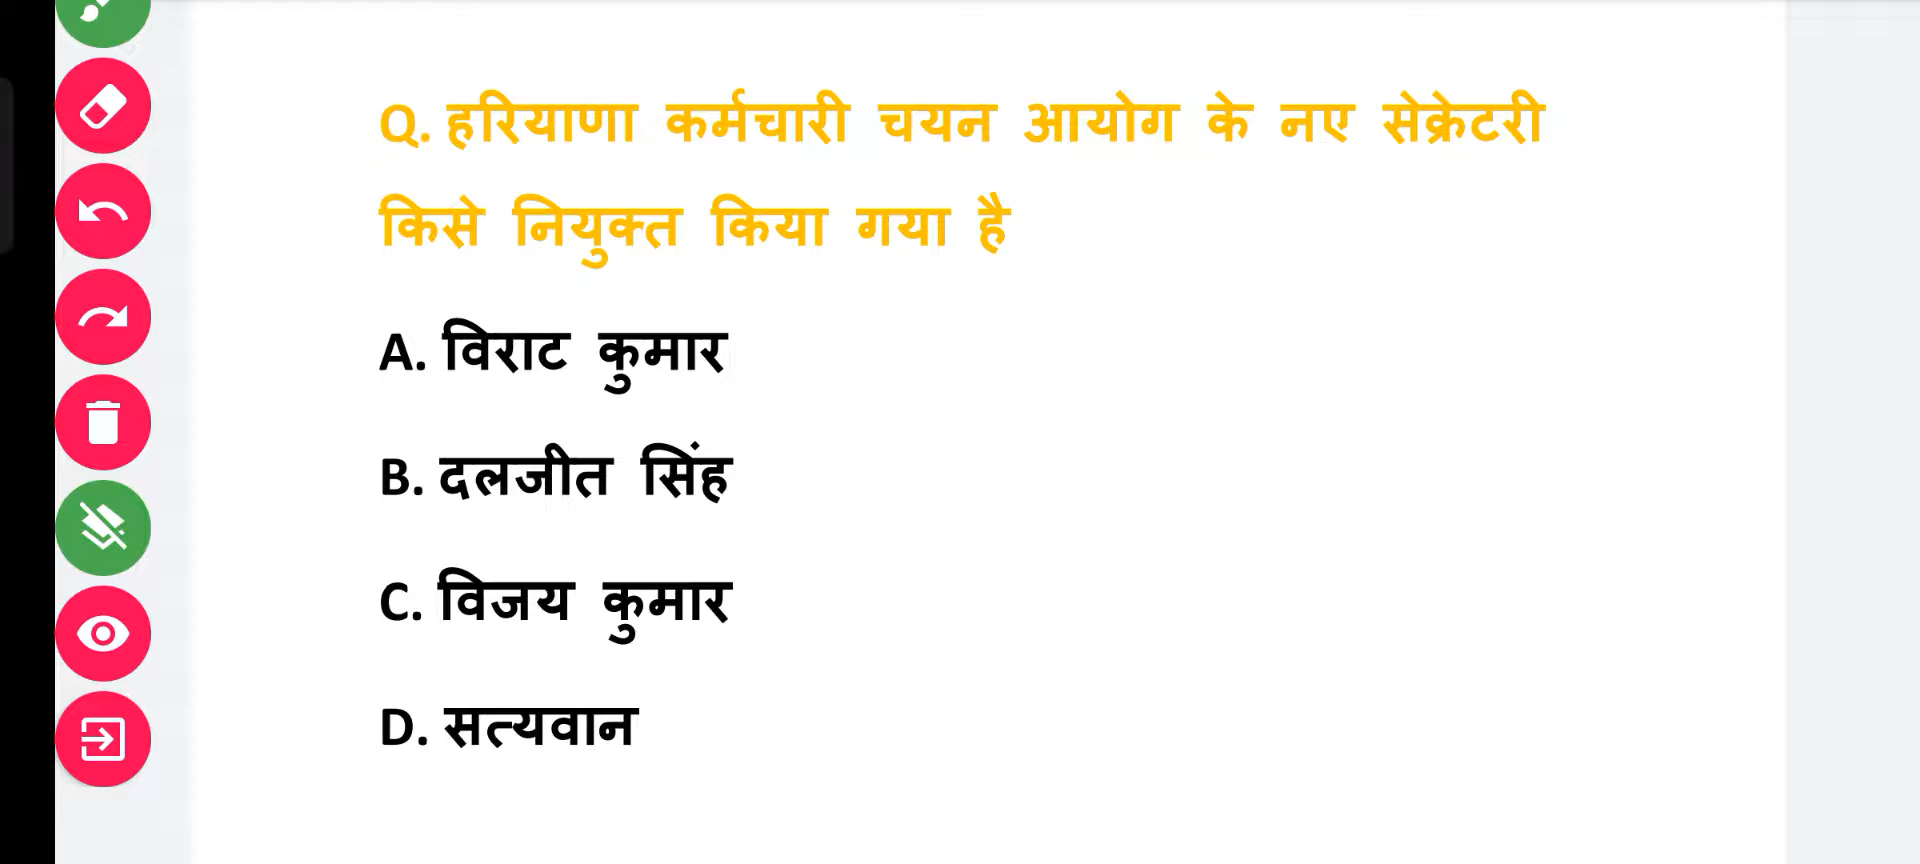 Q. हरियाणा कर्मचारी चयन आयोग के नए सेक्रेटरी
किसे नियुक्त किया गया है
A. विराट कुमार
B. दलजीत सिंह
C. विजय कुमार
D. सत्यवान